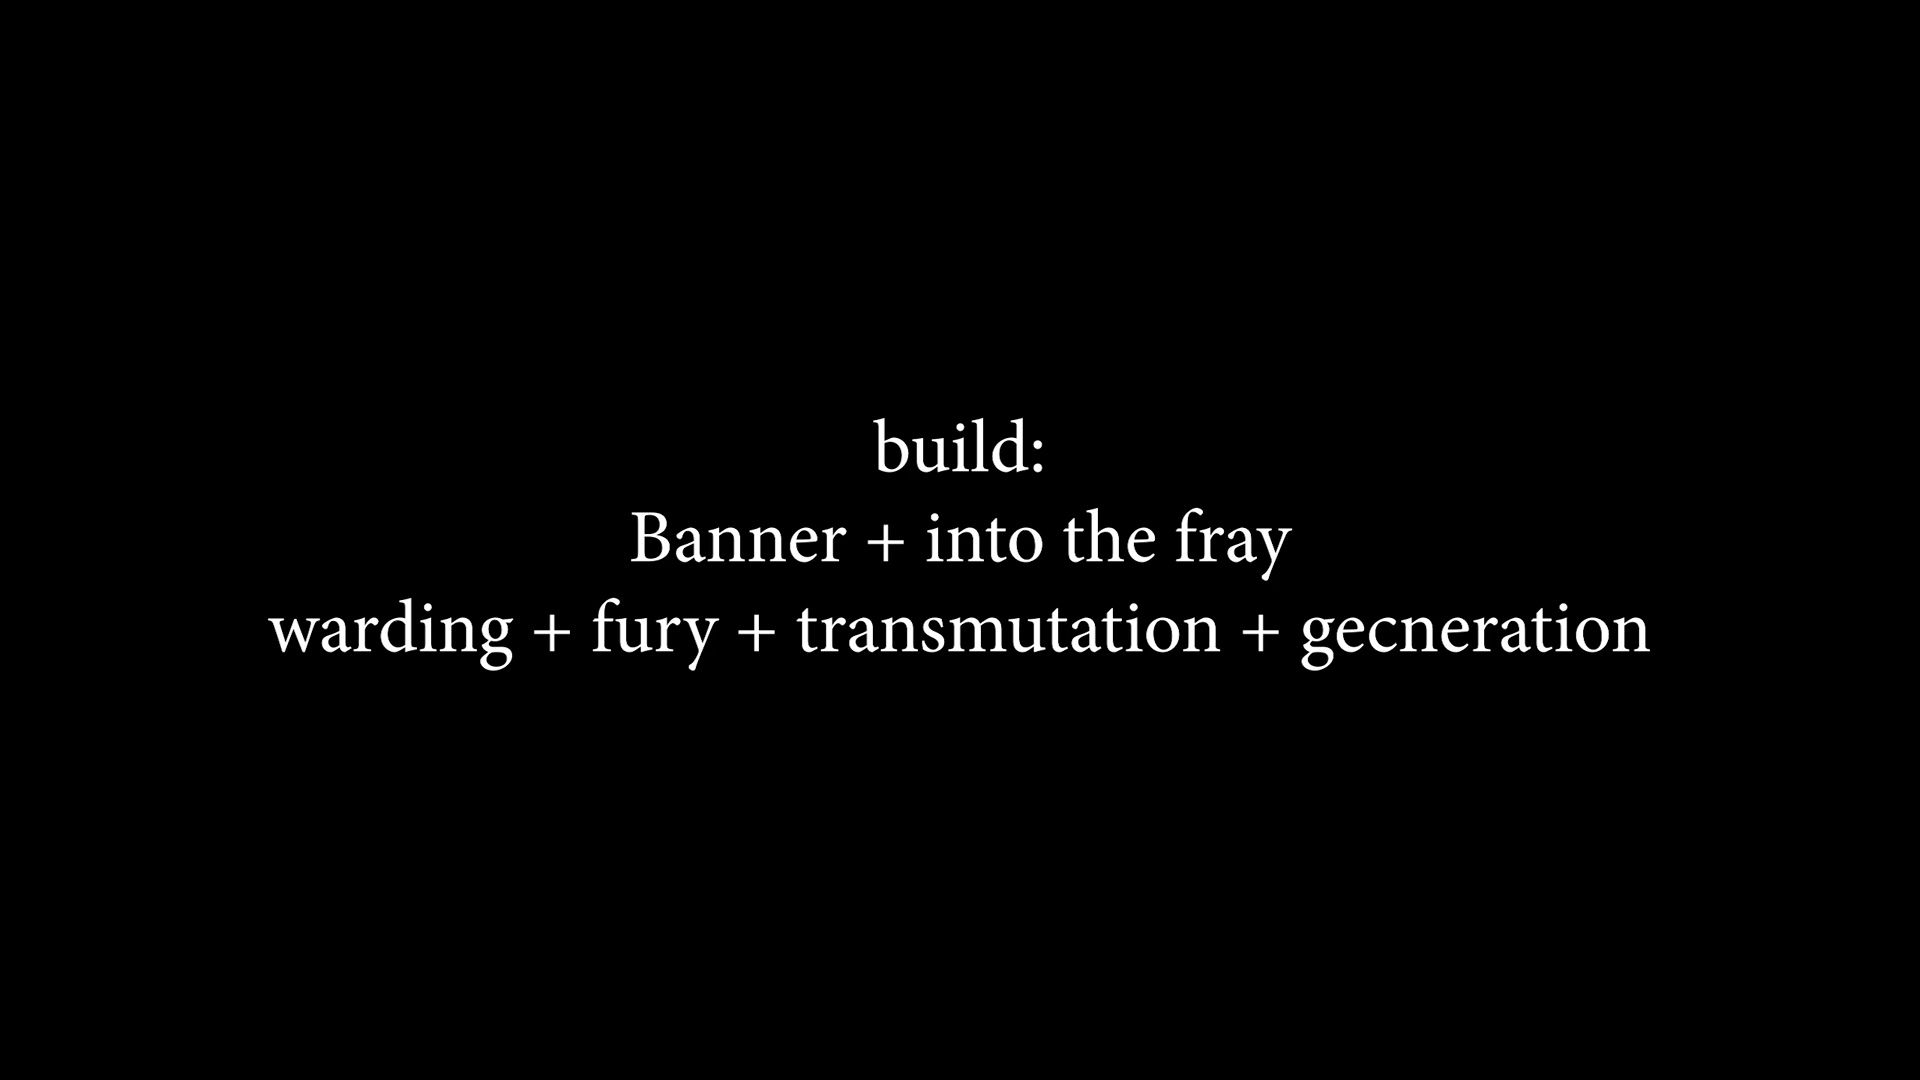 build:
Banner + into the fray
warding + fury + transmutation + gecneration